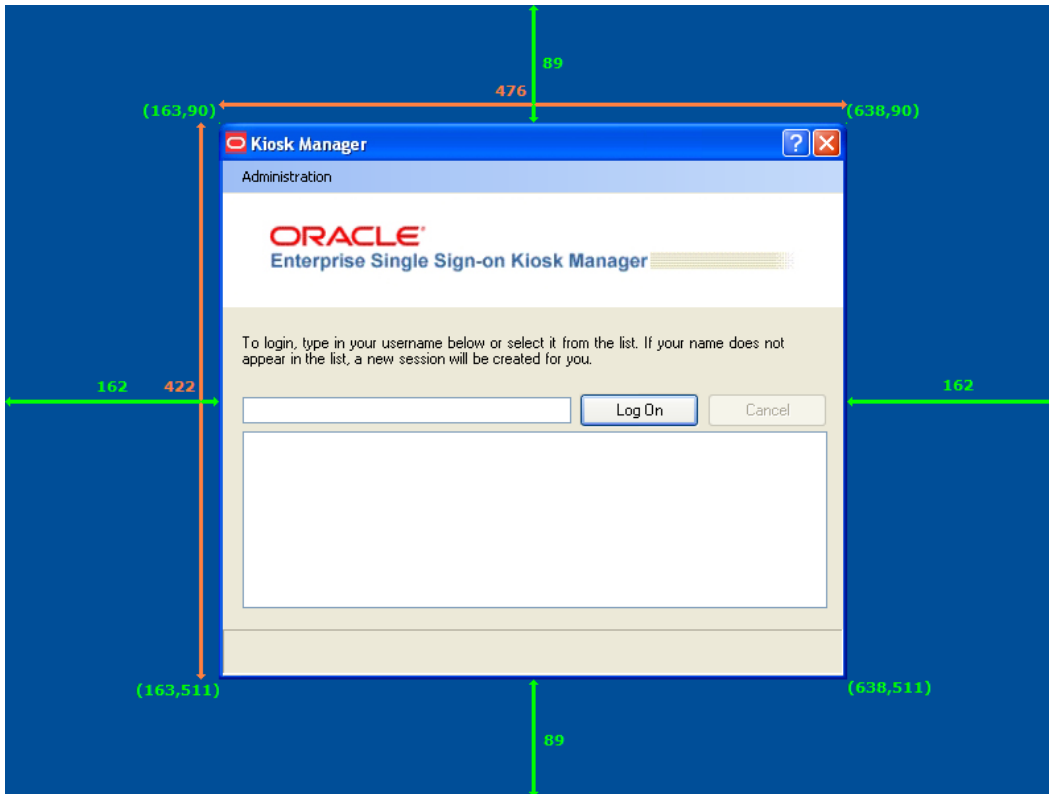 89
476
(163,90)
(638,90)
Kiosk Manager
Administration
ORACLE
Enterprise Single Sign-on Kiosk Manager
To login, type in your username below or select it from the list. If your name does not
appear in the list, a new session will be created for you.
162
422
162
Log On
Cancel
(163,511)
(638,511)
89